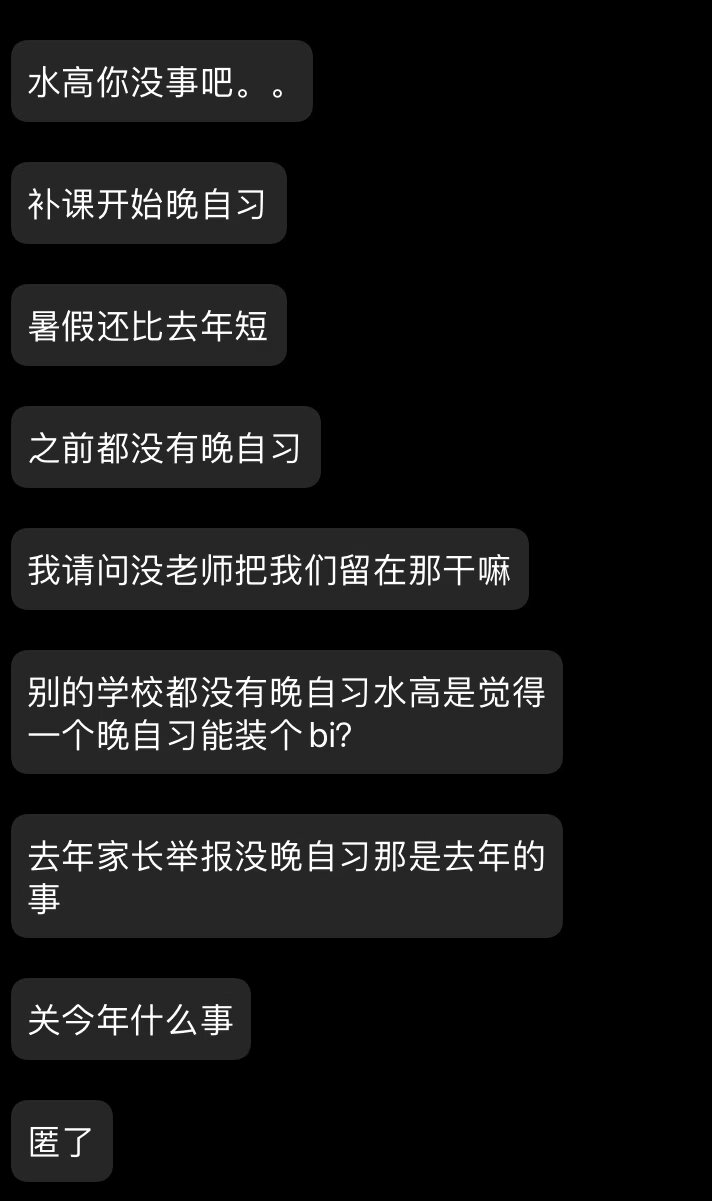 水高你没事吧。。
补课开始晚自习
暑假还比去年短
之前都没有晚自习
我请问没老师把我们留在那干嘛
别的学校都没有晚自习水高是觉得
一个晚自习能装个bi?
去年家长举报没晚自习那是去年的
事
关今年什么事
匿了